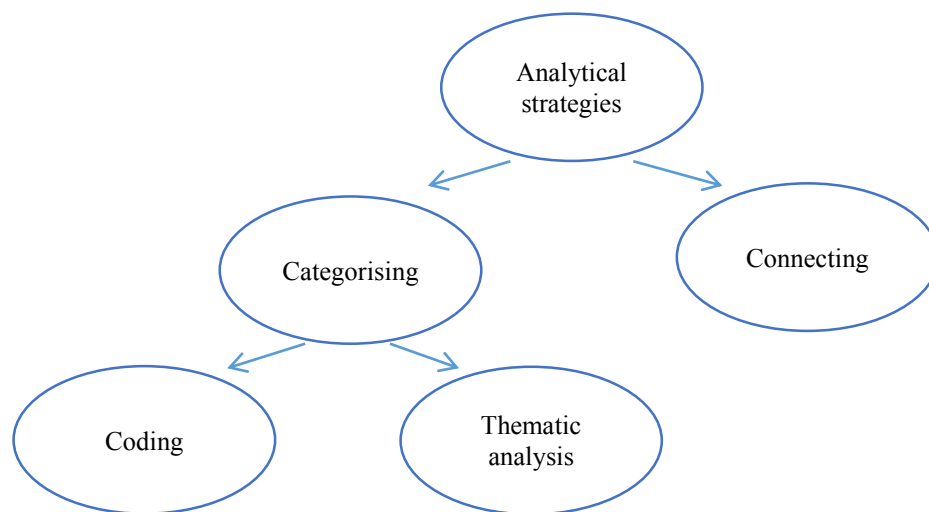 Analytical
strategies
Categorising
Connecting
Coding
Thematic
analysis